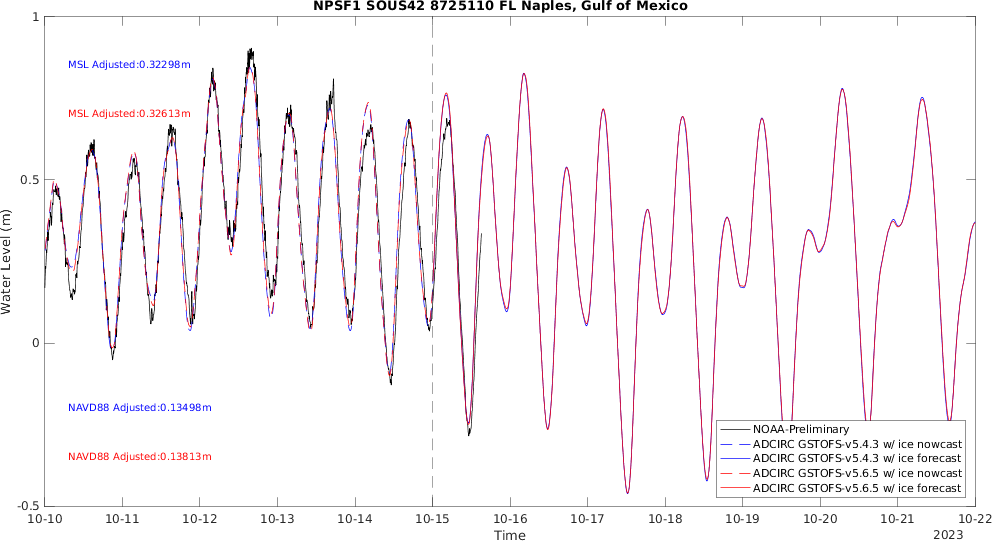 NPSF1 SOUS42 8725110 FL Naples, Gulf of Mexico
1
MSL Adjusted:0.32298m
MSL Adjusted:0.32613m
0.5
Water Level (m)
0
NAVD88 Adjusted:0.13498m
NAVD88 Adjusted:0.13813m
NOAA-Preliminary
ADCIRC GSTOFS-v5.4.3 w/ ice nowcast
ADCIRC GSTOFS-v5.4.3 w/ ice forecast
ADCIRC GSTOFS-v5.6.5 w/ ice nowcast
ADCIRC GSTOFS-v5.6.5 w/ ice forecast
-0.5
10-10 10-11 10-12 10-13 10-14 10-15 10-16 10-17 10-18 10-19 10-20 10-21 10-22
Time
2023